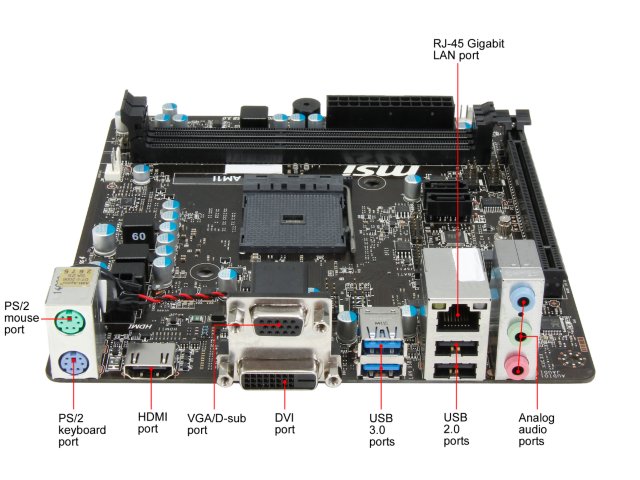 RJ-45 Gigabit
LAN port
msi
AM1I
60
PS/2
mouse
port
HDMI
PS/2
keyboard
port
HDMI
port
VGA/D-sub
port
DVI
port
USB
3.0
ports
USB
2.0
ports
Analog
audio
ports